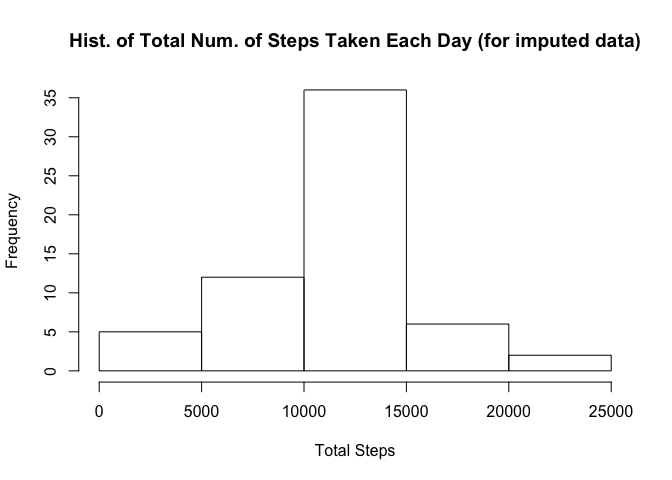 Hist. of Total Num. of Steps Taken Each Day (for imputed data)
35
30
25
20
15
10
5
0
Frequency
0 5000 10000 15000 20000 25000
Total Steps